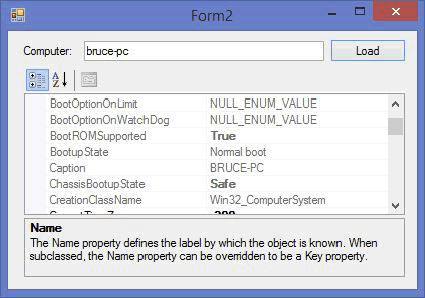 Form2
Computer: bruce-pc Load
BootOptionOnLimit NULL_ENUM_VALUE
BootOptionOnWatchDog NULL_ENUM_VALUE
BootROMSupported True
BootupState Normal boot
Caption BRUCE-PC
ChassisBootupState Safe
CreationClassName Win32_ComputerSystem
Name
The Name property defines the label by which the object is known. When
subclassed, the Name property can be overridden to be a Key property.